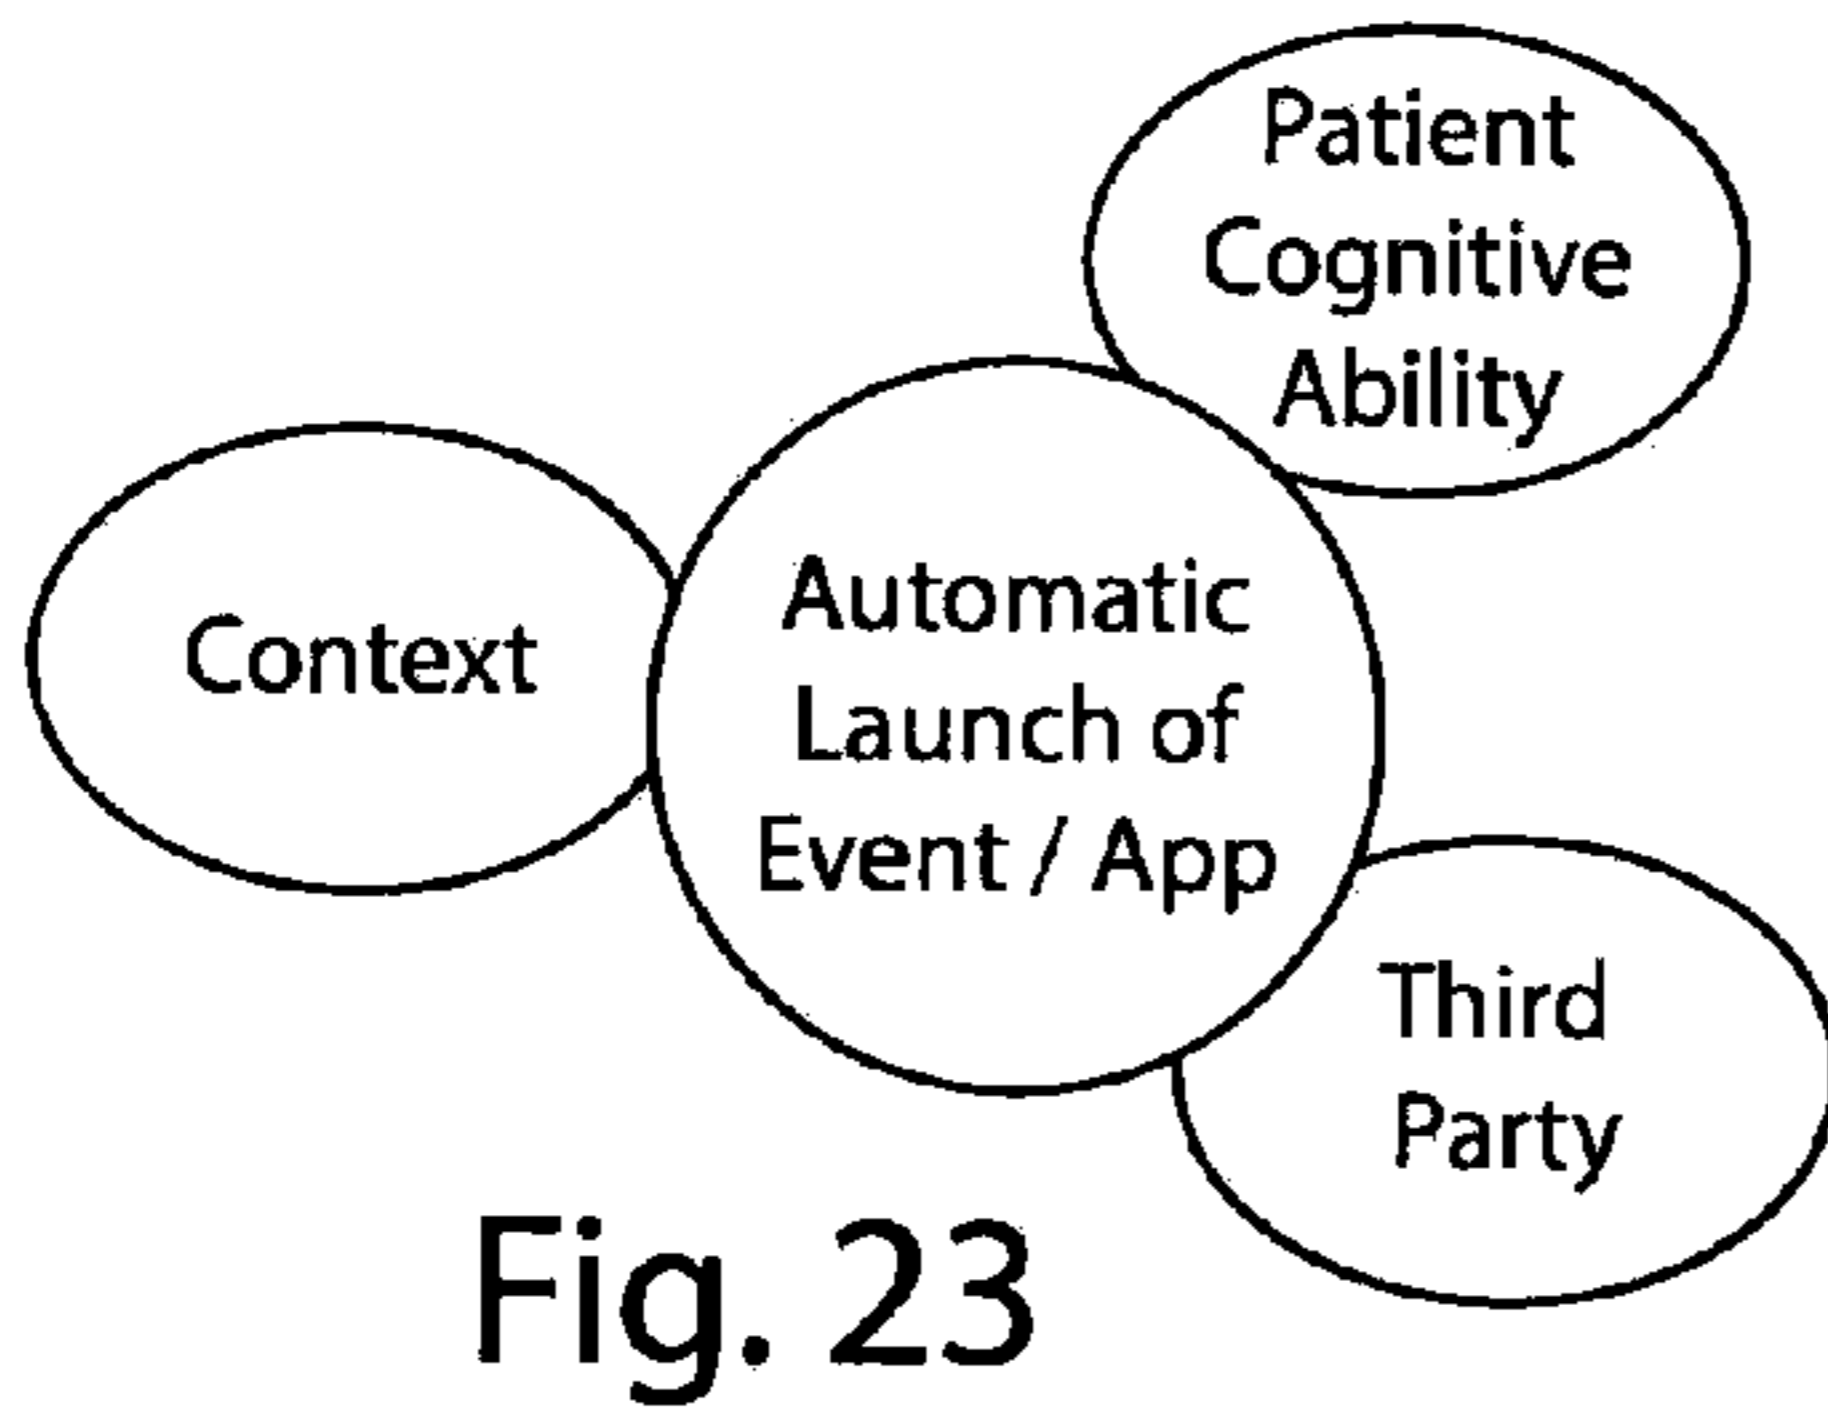 Patient
Cognitive
Ability
Context
Automatic
Launch of
Event / App
Third
Party
Fig. 23